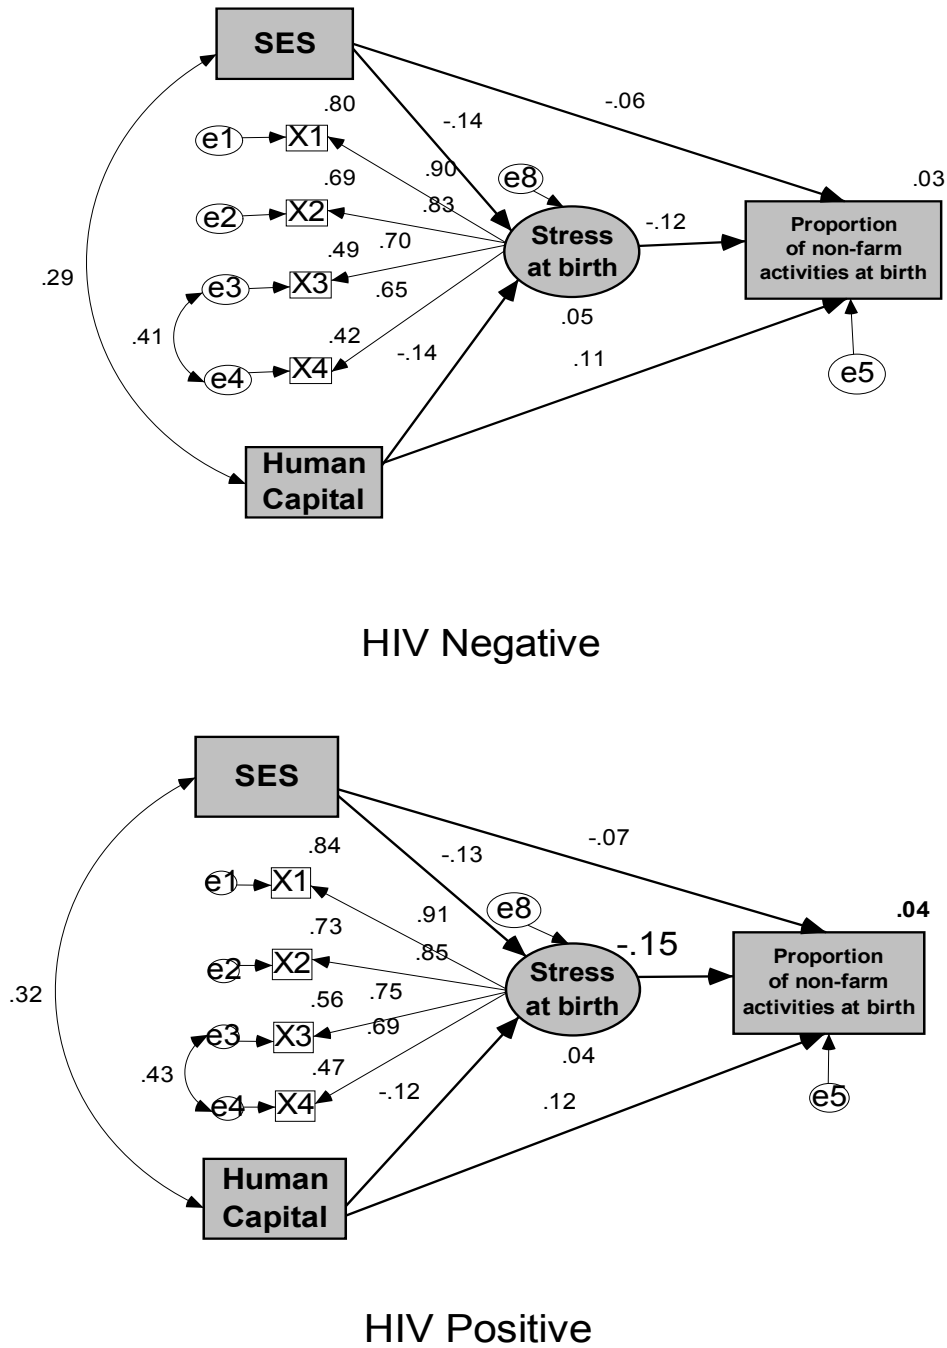 SES
.80
-.06
-.14
e1
X1
.90
e8
.03
.69
e2
X2
.83
-.12
Proportion
of non-farm
activities at birth
Stress
at birth
.70
.49
.29
e3
X3
.65
.05
.41
.42
-.14
.11
e4
X4
e5
Human
Capital
HIV Negative
SES
-.07
.84
-.13
e1
X1
.91
e8
.04
.73
-.15
.85
e2
X2
Stress
at birth
Proportion
of non-farm
activities at birth
.32
.56
.75
e3
X3
.69
.04
.43
.47
-.12
.12
e4
X4
e5
Human
Capital
HIV Positive